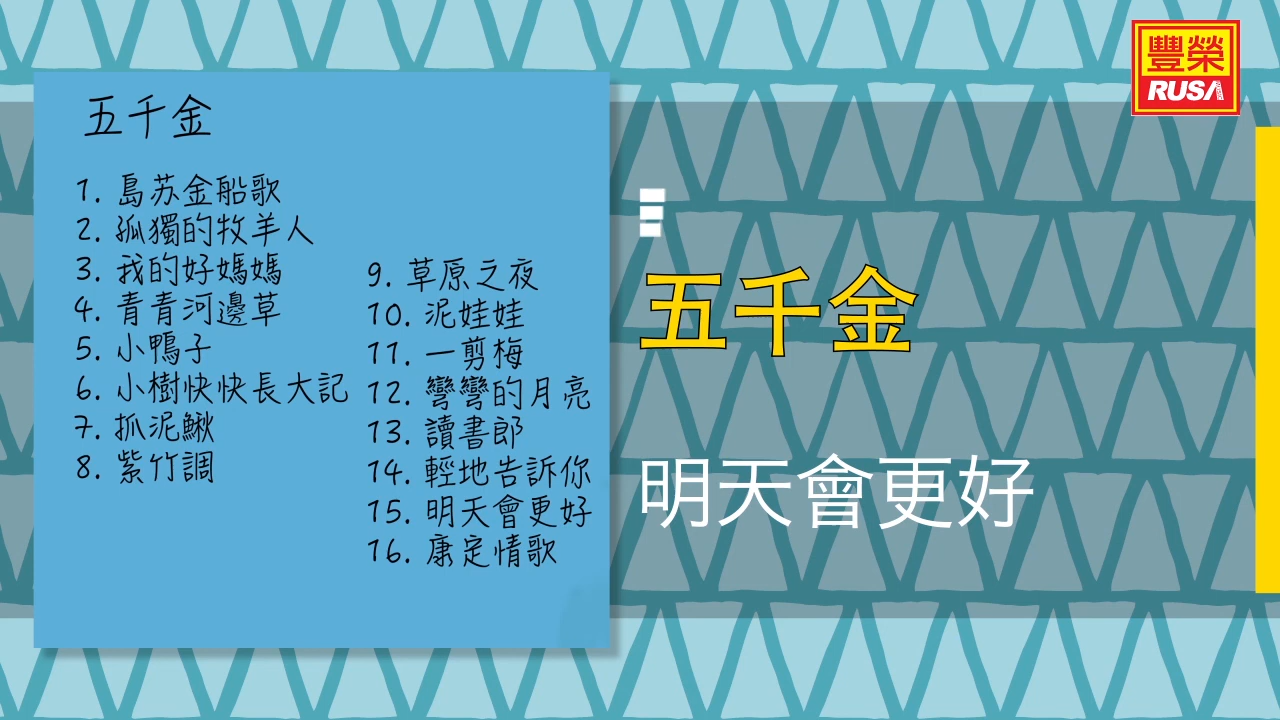 豐榮
RUSA
五千金
1. 島苏金船歌
2. 孤獨的牧羊人
3. 我的好媽媽
4. 青青河邊草
5. 小鴨子
6. 小樹快快長大記
7. 抓泥鰍
8. 紫竹調
9. 草原之夜
10. 泥娃娃
11. 一剪梅
12. 彎彎的月亮
13. 讀書郎
14. 輕地告訴你
15. 明天會更好
16. 康定情歌
五千金
明天會更好